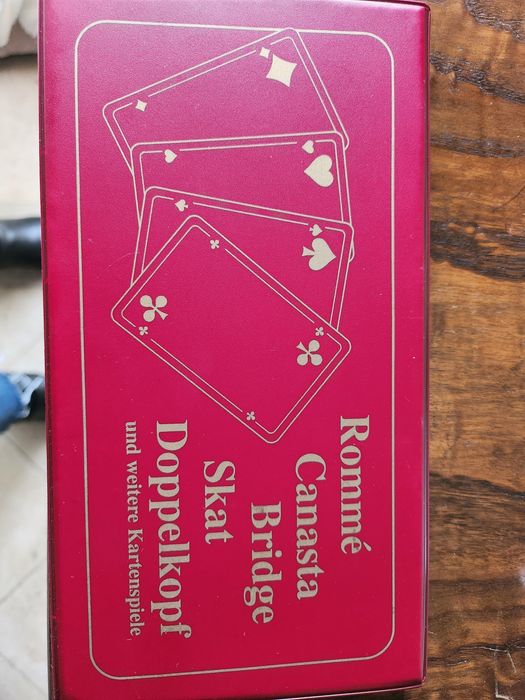 Rommé
Canasta
Bridge
Skat
Doppelkopf
und weitere Kartenspiele